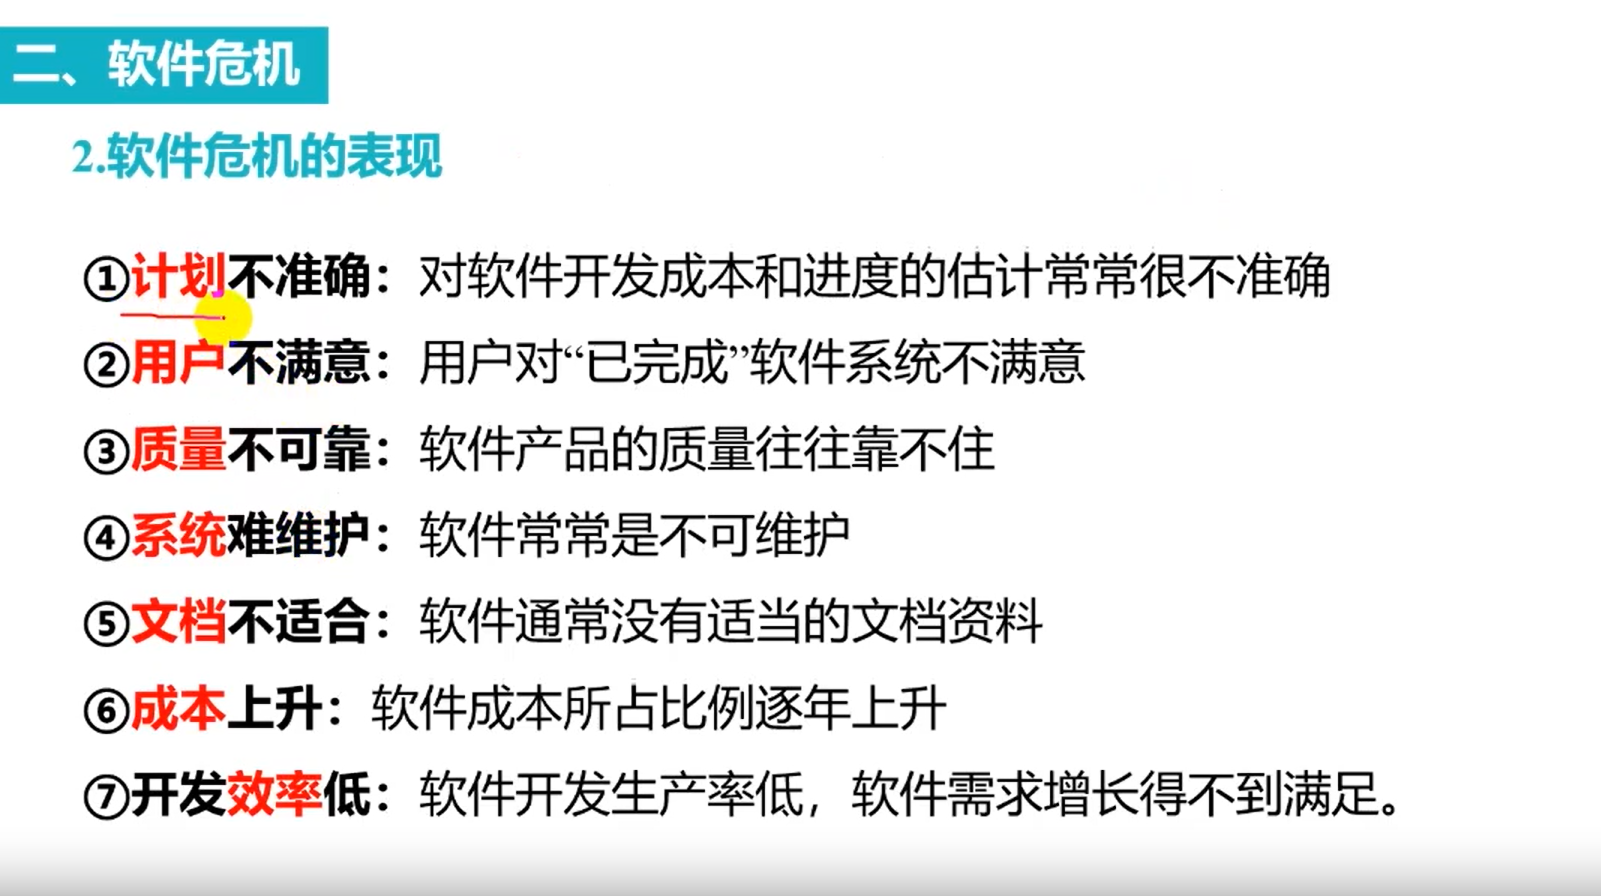 二、软件危机
2.软件危机的表现
①计划不准确：对软件开发成本和进度的估计常常很不准确
②用户不满意：用户对“已完成”软件系统不满意
③质量不可靠：软件产品的质量往往靠不住
④系统难维护：软件常常是不可维护
⑤文档不适合：软件通常没有适当的文档资料
⑥成本上升：软件成本所占比例逐年上升
⑦开发效率低：软件开发生产率低，软件需求增长得不到满足。